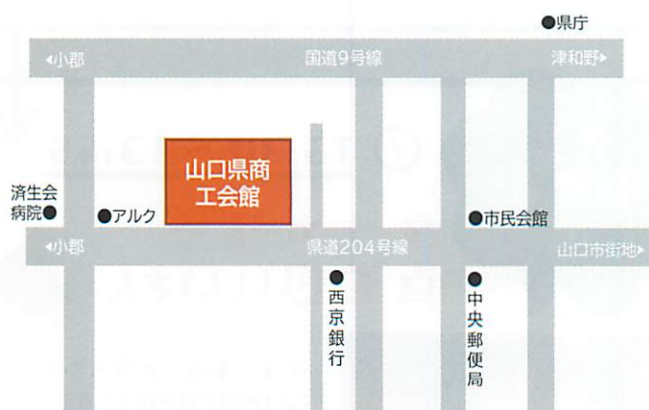 ●県庁
◀小郡
国道9号線
津和野▶
山口県商
工会館
済生会
病院●
●アルク
●市民会館
◀小郡
県道204号線
山口市街地▶
●西京銀行
●中央郵便局